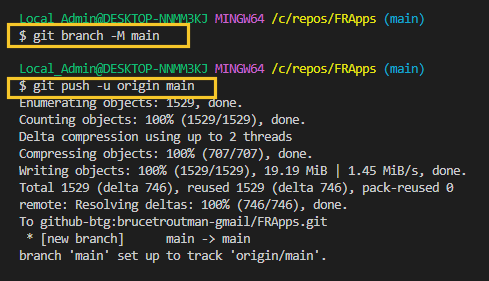 Local_Admin@DESKTOP-NNMM3KJ MINGW64 /c/repos/FRApps (main)
$ git branch -M main
Local_Admin@DESKTOP-NNMM3KJ MINGW64 /c/repos/FRApps (main)
$ git push -u origin main
Enumerating objects: 1529, done.
Counting objects: 100% (1529/1529), done.
Delta compression using up to 2 threads
Compressing objects: 100% (707/707), done.
Writing objects: 100% (1529/1529), 19.19 MiB | 1.45 MiB/s, done.
Total 1529 (delta 746), reused 1529 (delta 746), pack-reused 0
remote: Resolving deltas: 100% (746/746), done.
To github-btg:brucetroutman-gmail/FRApps.git
 * [new branch]      main -> main
branch 'main' set up to track 'origin/main'.